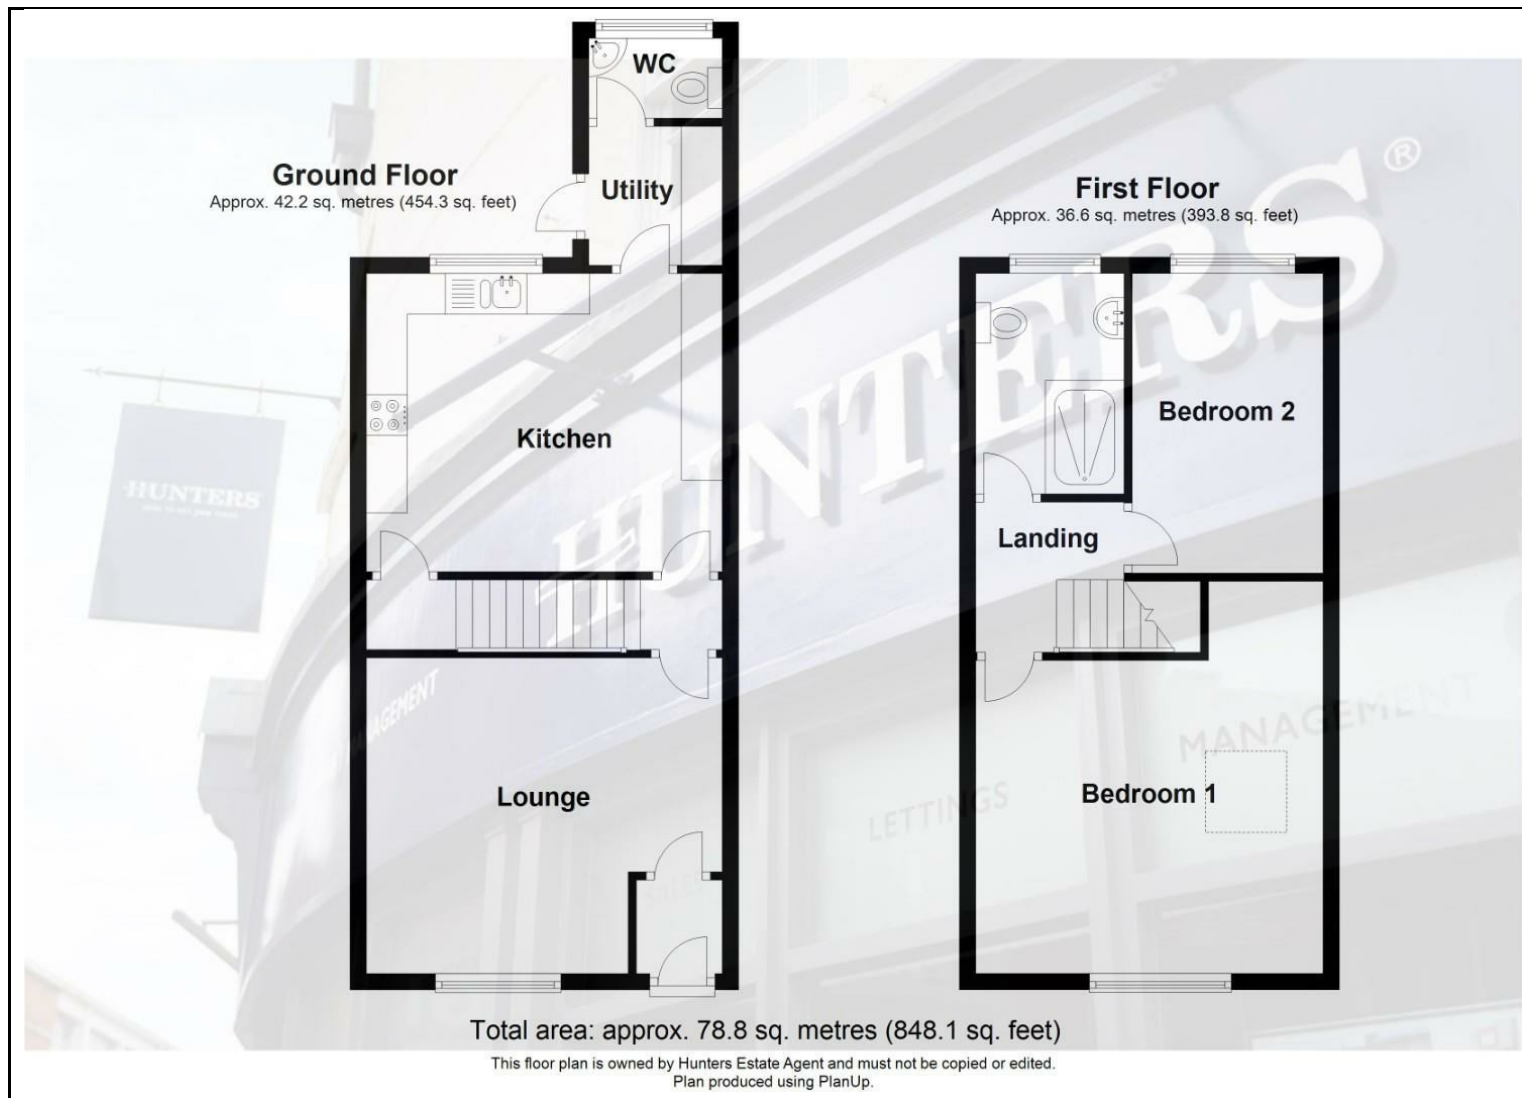 WC
Ground Floor
Approx. 42.2 sq. metres (454.3 sq. feet)
Utility
Kitchen
Lounge
First Floor
Approx. 36.6 sq. metres (393.8 sq. feet)
Bedroom 2
Landing
Bedroom 1
HUNTERS®
HUNTERS
MANAGEMENT
LETTINGS
MANAGEMENT
SALES
Total area: approx. 78.8 sq. metres (848.1 sq. feet)
This floor plan is owned by Hunters Estate Agent and must not be copied or edited.
Plan produced using PlanUp.